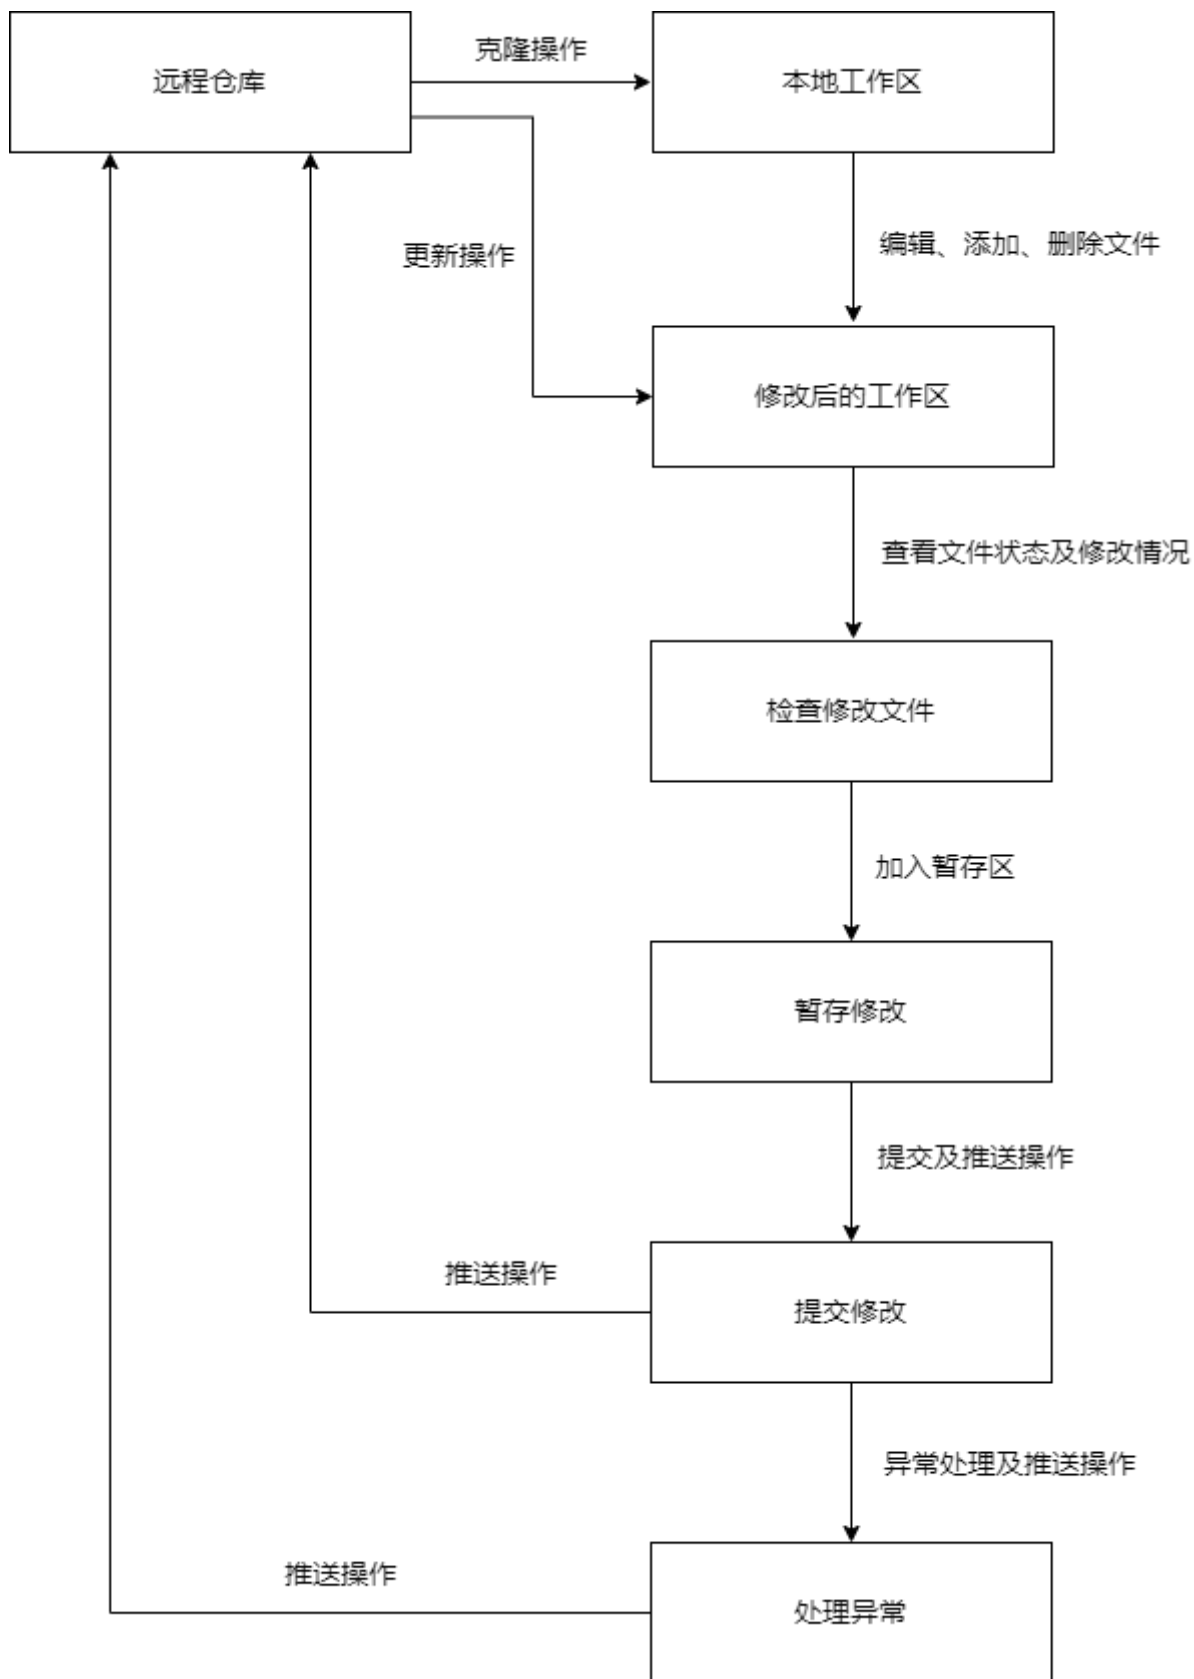 远程仓库
克隆操作
本地工作区
更新操作
编辑、添加、删除文件
修改后的工作区
查看文件状态及修改情况
检查修改文件
加入暂存区
暂存修改
提交及推送操作
推送操作
提交修改
异常处理及推送操作
推送操作
处理异常